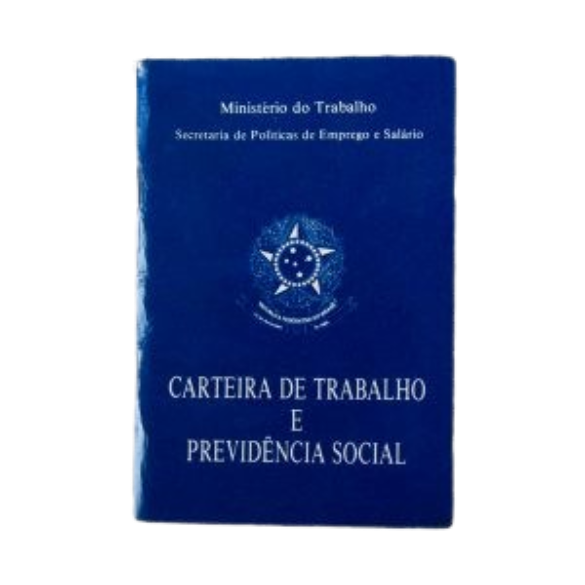 Ministério do Trabalho
Secretaria de Políticas de Emprego e Salário
CARTEIRA DE TRABALHO
E
PREVIDÊNCIA SOCIAL